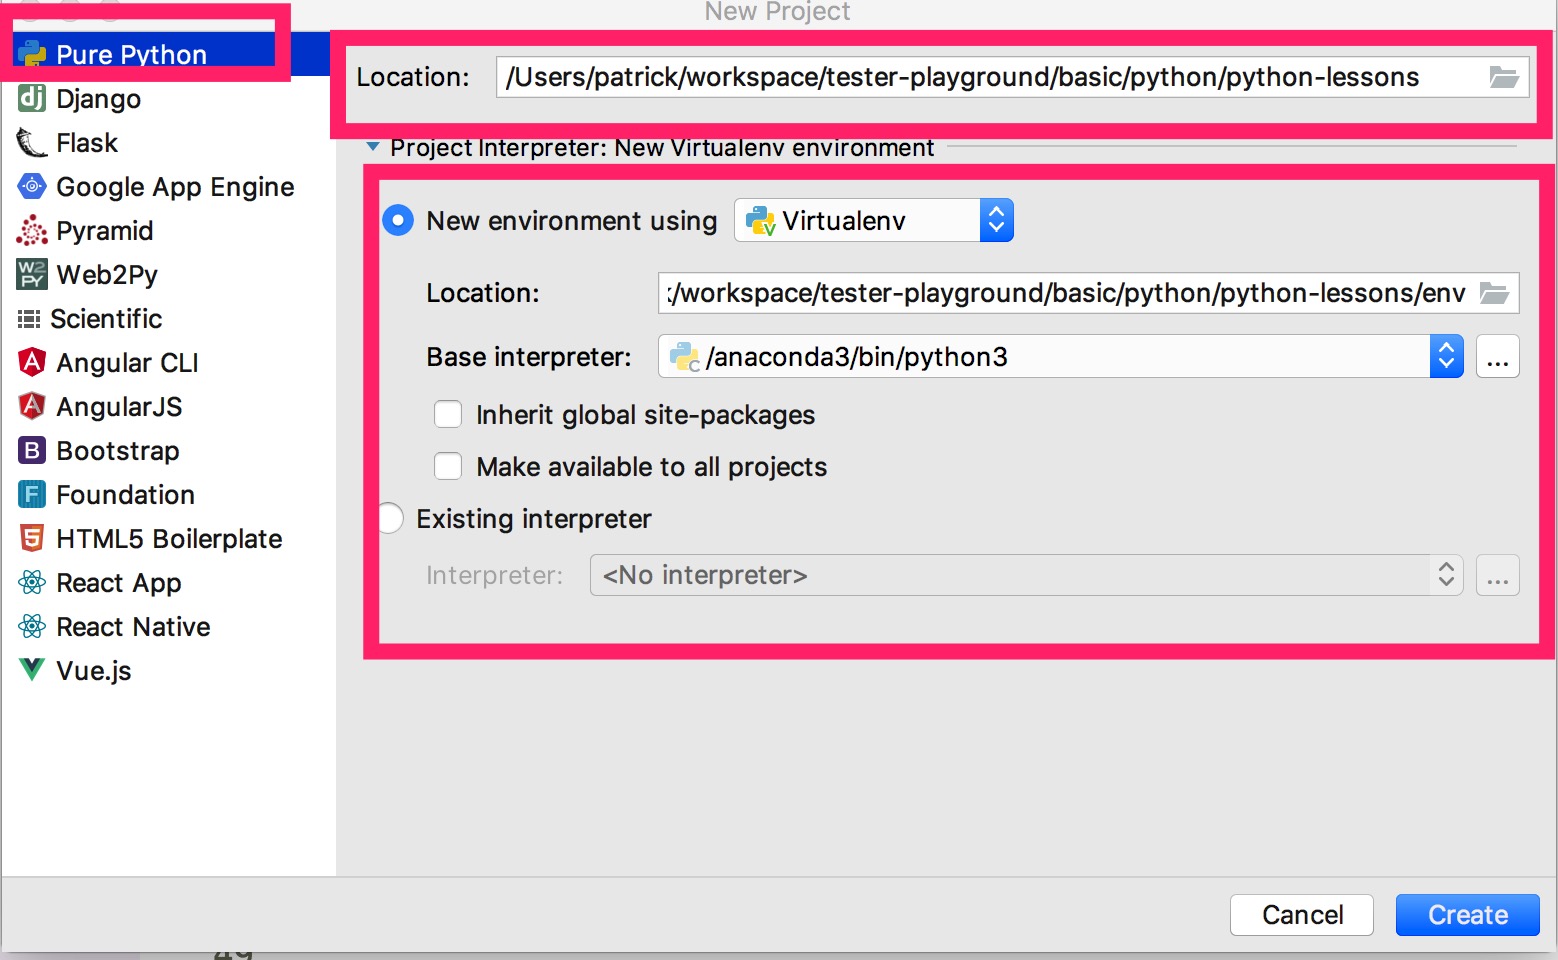 New Project
Pure Python
Django
Flask
Google App Engine
Pyramid
Web2Py
Scientific
Angular CLI
AngularJS
Bootstrap
Foundation
HTML5 Boilerplate
React App
React Native
Vue.js
Location: /Users/patrick/workspace/tester-playground/basic/python/python-lessons
Project Interpreter: New Virtualenv environment
New environment using Virtualenv
Location: /workspace/tester-playground/basic/python/python-lessons/env
Base interpreter: /anaconda3/bin/python3 ...
Inherit global site-packages
Make available to all projects
Existing interpreter
Interpreter: <No interpreter> ...
Cancel Create